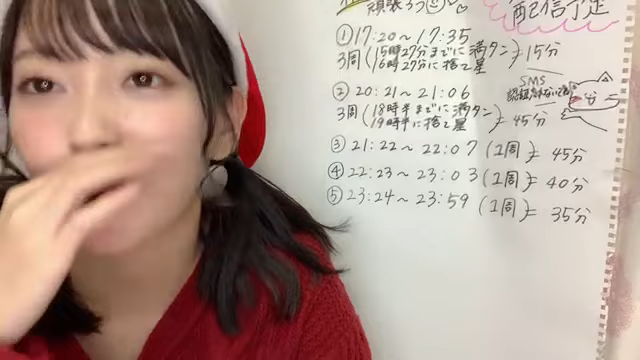 頑張ろう
配信予定
①17:20〜17:35
3周(15時27分までに満タン
16時27分に捨て星)=15分
②20:21〜21:06
3周(18時半までに満タン
19時半に捨て星)=45分
SMS
③21:22〜22:07(1周)=45分
④22:23〜23:03(1周)=40分
⑤23:24〜23:59(1周)=35分